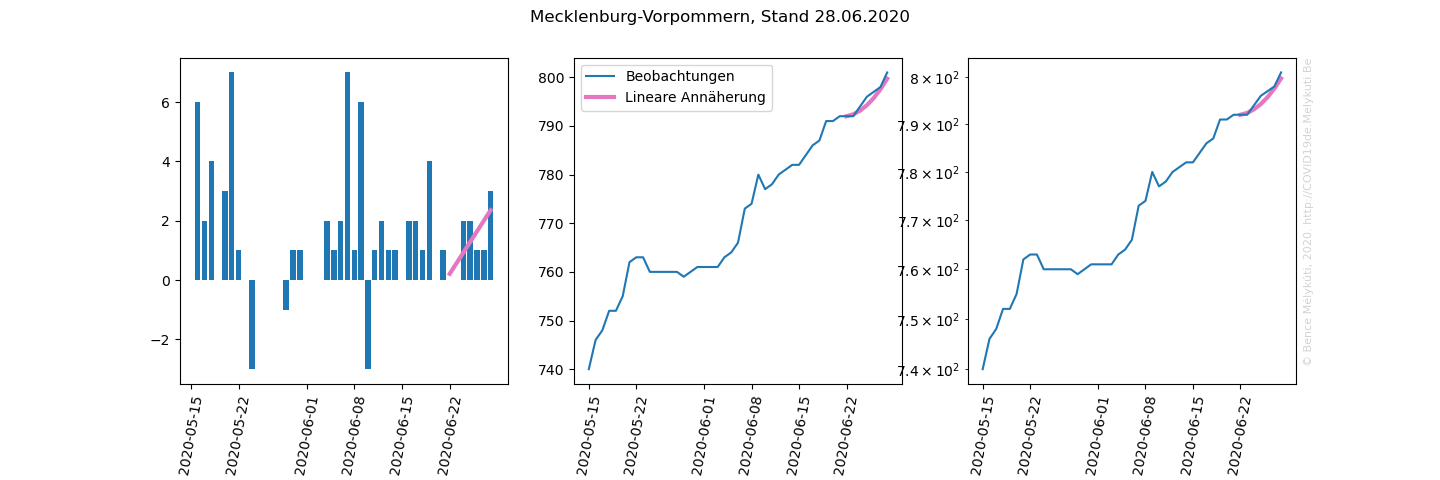 Mecklenburg-Vorpommern, Stand 28.06.2020
6
4
2
0
−2
2020-05-15
2020-05-22
2020-06-01
2020-06-08
2020-06-15
2020-06-22
Beobachtungen
Lineare Annäherung
800
790
780
770
760
750
740
2020-05-15
2020-05-22
2020-06-01
2020-06-08
2020-06-15
2020-06-22
8 × 10²
7.9 × 10²
7.8 × 10²
7.7 × 10²
7.6 × 10²
7.5 × 10²
7.4 × 10²
2020-05-15
2020-05-22
2020-06-01
2020-06-08
2020-06-15
2020-06-22
© Bence Mélykúti, 2020 http://COVID19de.Melykuti.Be